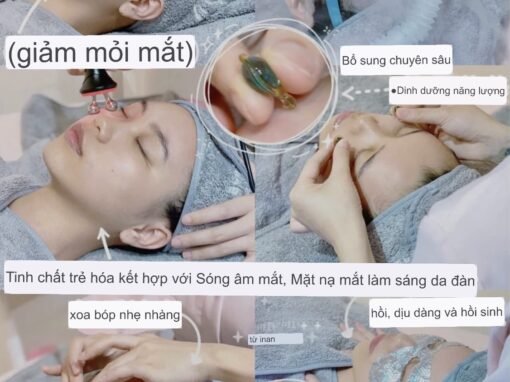 (giảm mỏi mắt)
Bổ sung chuyên sâu
●Dinh dưỡng năng lượng
Tinh chất trẻ hóa kết hợp với Sóng âm mắt, Mặt nạ mắt làm sáng da đàn
xoa bóp nhẹ nhàng
hồi, dịu dàng và hồi sinh
từ inan